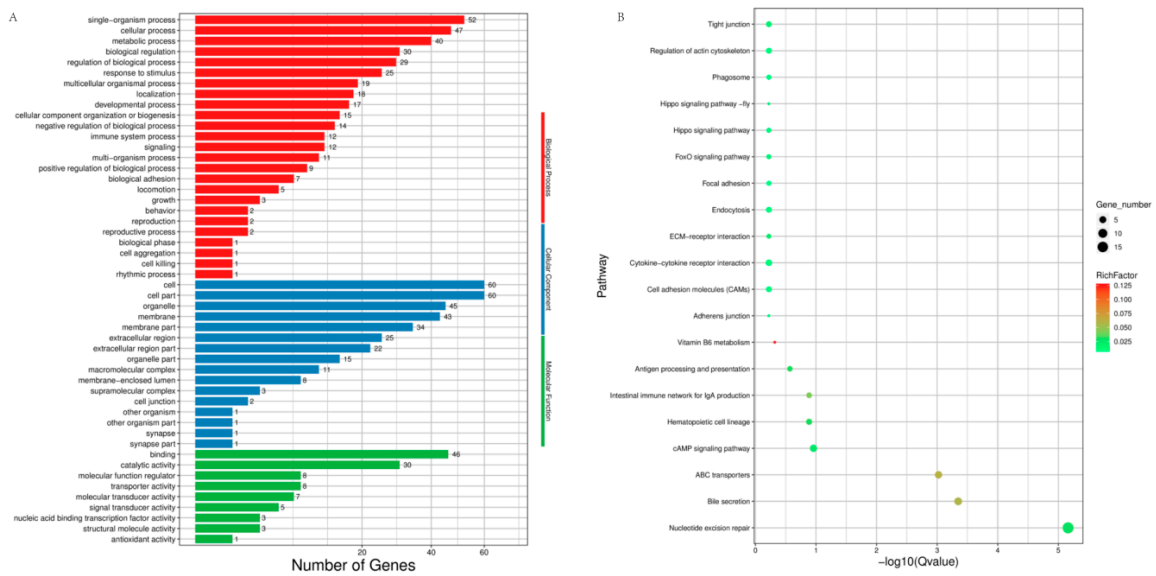 A
single-organism process 52
cellular process 47
metabolic process 40
biological regulation 30
regulation of biological process 29
response to stimulus 25
multicellular organismal process 19
localization 18
developmental process 17
cellular component organization or biogenesis 15
negative regulation of biological process 14
immune system process 12
signaling 12
multi-organism process 11
positive regulation of biological process 9
biological adhesion 7
locomotion 5
growth 3
behavior 2
reproduction 2
reproductive process 2
biological phase 1
cell aggregation 1
cell killing 1
rhythmic process 1
cell 60
cell part 60
organelle 45
membrane 43
membrane part 34
extracellular region 25
extracellular region part 22
organelle part 15
macromolecular complex 11
membrane-enclosed lumen 8
supramolecular complex 3
cell junction 2
other organism 1
other organism part 1
synapse 1
synapse part 1
binding 46
catalytic activity 30
molecular function regulator 8
transporter activity 8
molecular transducer activity 7
signal transducer activity 5
nucleic acid binding transcription factor activity 3
structural molecule activity 3
antioxidant activity 1
20 40 60
Number of Genes
Biological Process
Cellular Component
Molecular Function
B
Pathway
Tight junction
Regulation of actin cytoskeleton
Phagosome
Hippo signaling pathway -fly
Hippo signaling pathway
FoxO signaling pathway
Focal adhesion
Endocytosis
ECM-receptor interaction
Cytokine-cytokine receptor interaction
Cell adhesion molecules (CAMs)
Adherens junction
Vitamin B6 metabolism
Antigen processing and presentation
Intestinal immune network for IgA production
Hematopoietic cell lineage
cAMP signaling pathway
ABC transporters
Bile secretion
Nucleotide excision repair
0 1 2 3 4 5
-log10(Qvalue)
Gene_number
5
10
15
RichFactor
0.125
0.100
0.075
0.050
0.025